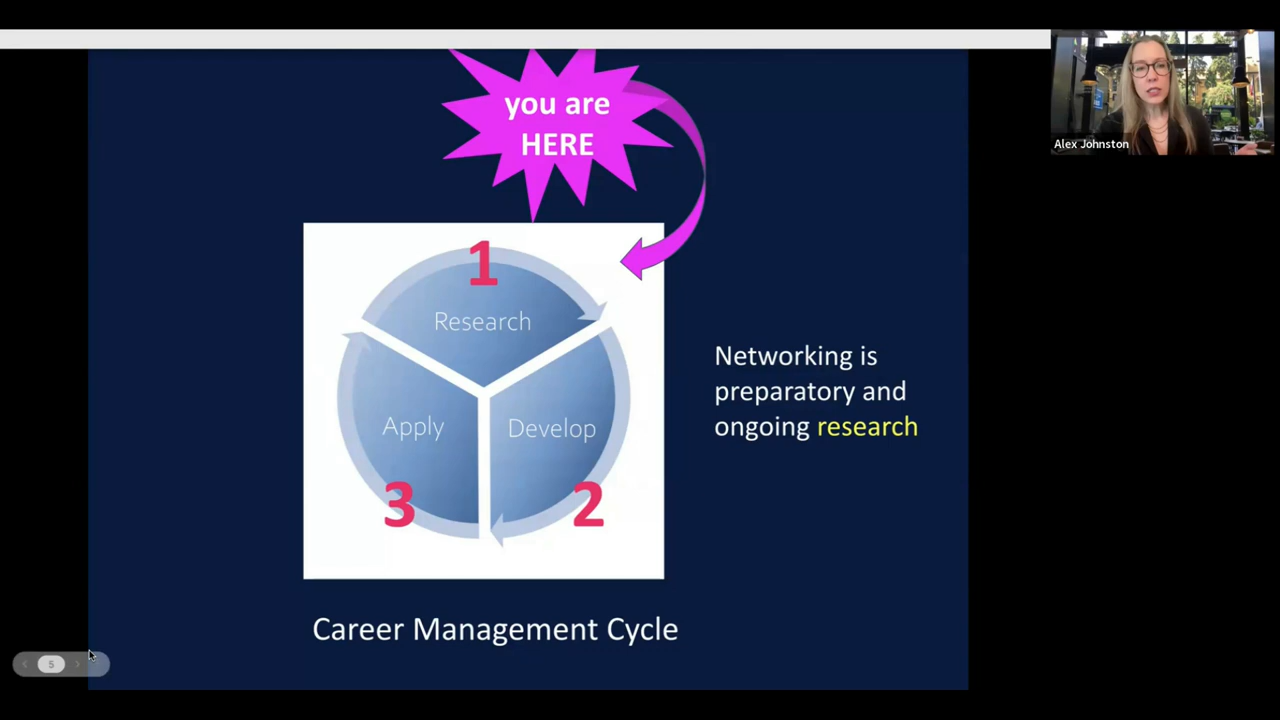 you are
HERE
Alex Johnston
1
Research
Networking is
preparatory and
ongoing research
Apply
Develop
3
2
Career Management Cycle
5